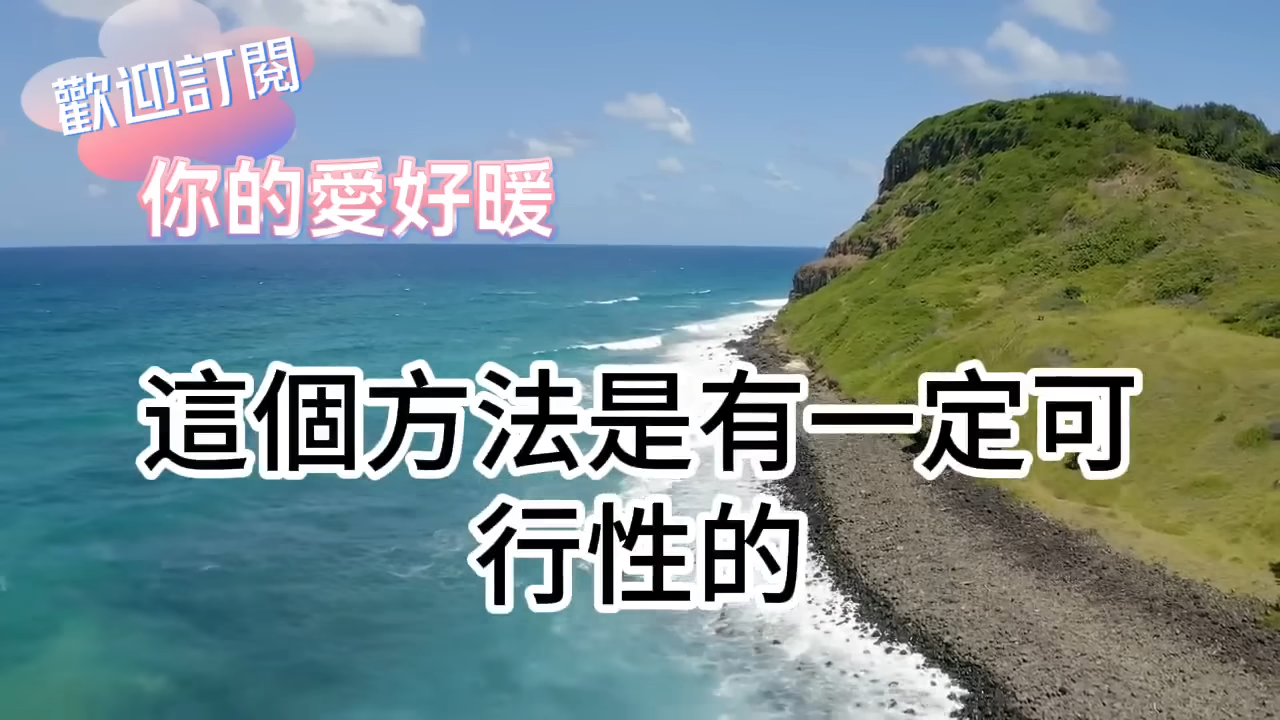 歡迎訂閱
你的愛好暖
這個方法是有一定可
行性的